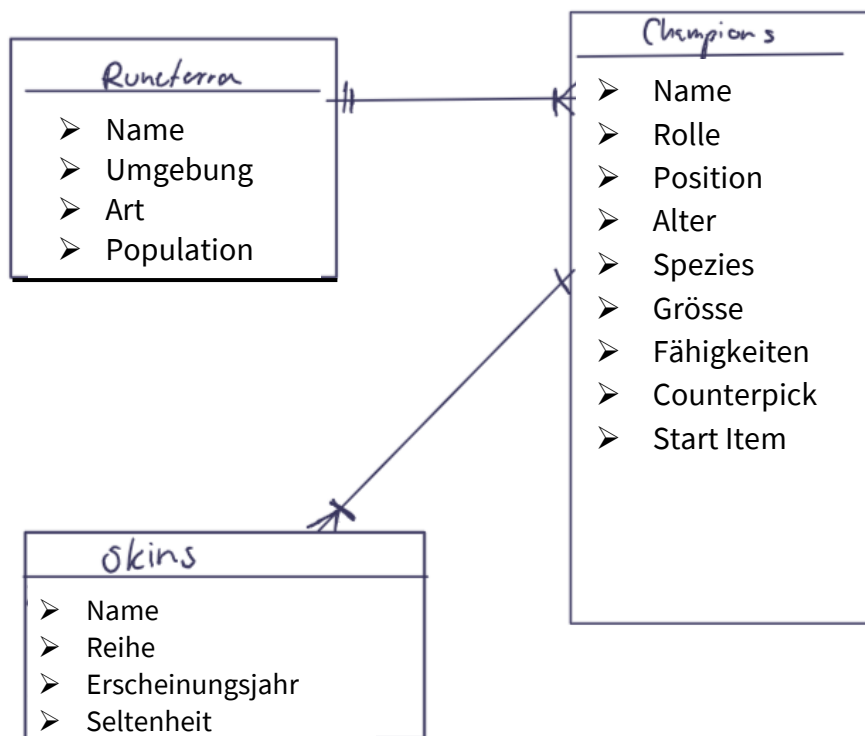 Runeterra
Name
Umgebung
Art
Population
Champions
Name
Rolle
Position
Alter
Spezies
Grösse
Fähigkeiten
Counterpick
Start Item
Skins
Name
Reihe
Erscheinungsjahr
Seltenheit